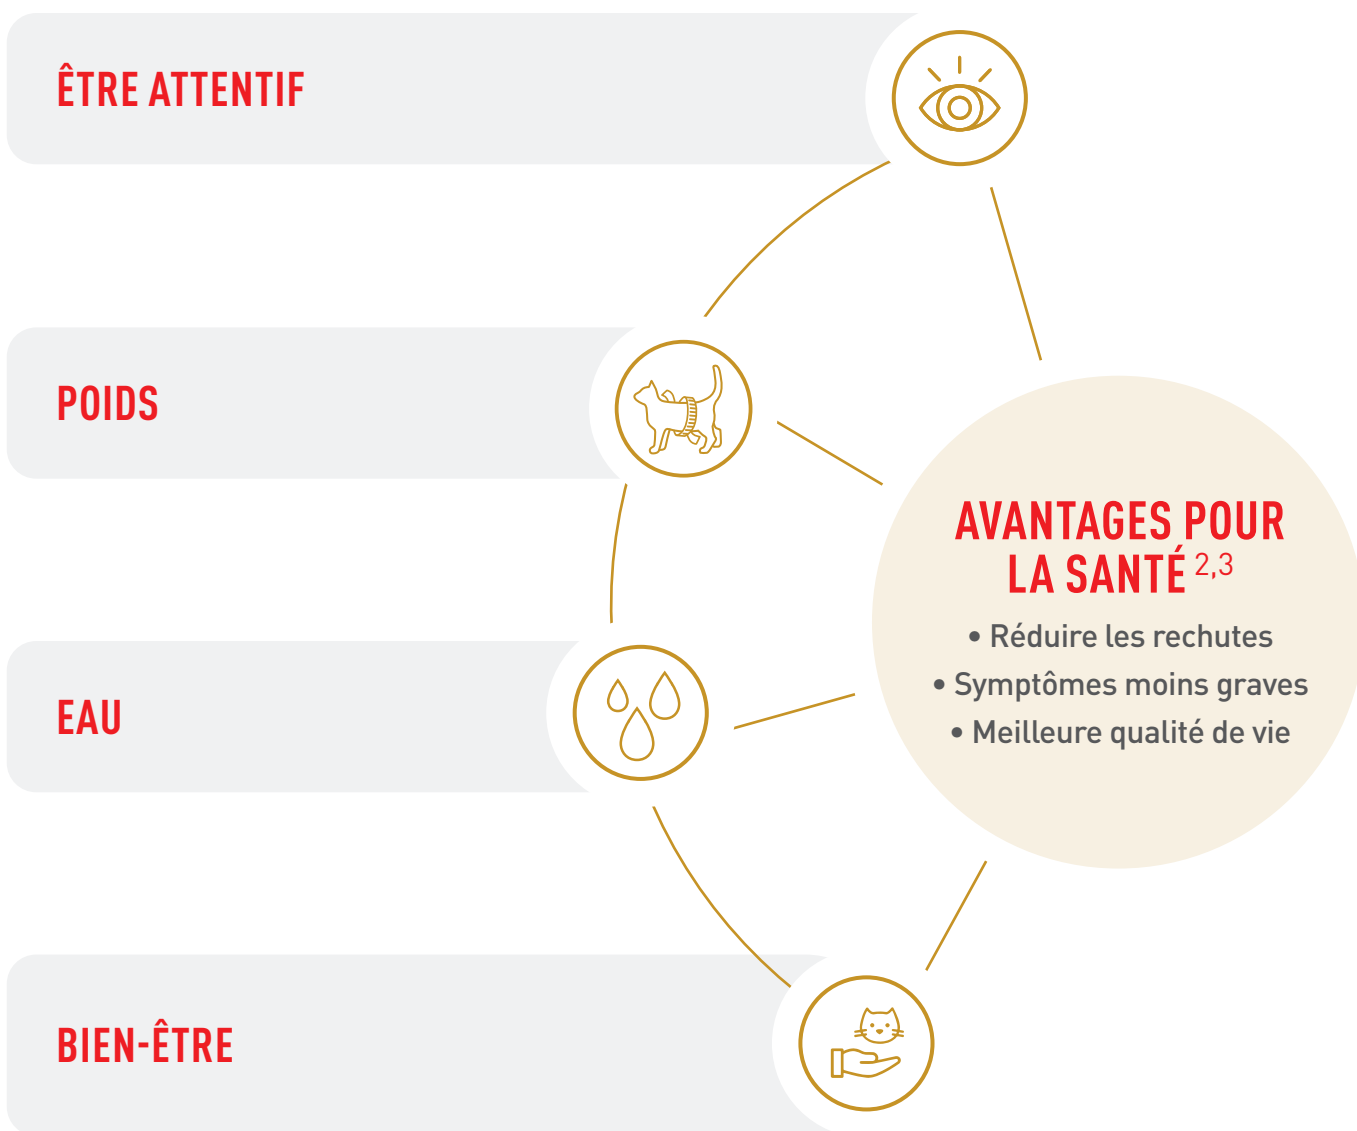 ÊTRE ATTENTIF
POIDS
AVANTAGES POUR
LA SANTÉ 2,3
• Réduire les rechutes
• Symptômes moins graves
• Meilleure qualité de vie
EAU
BIEN-ÊTRE